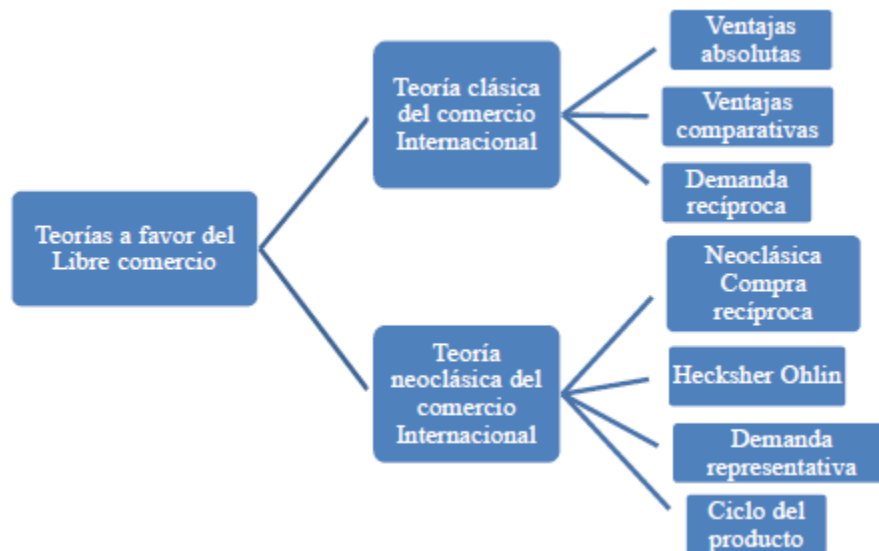 Teorías a favor del
Libre comercio
Teoría clásica
del comercio
Internacional
Ventajas
absolutas
Ventajas
comparativas
Demanda
recíproca
Teoría
neoclásica del
comercio
Internacional
Neoclásica
Compra
recíproca
Hecksher Ohlin
Demanda
representativa
Ciclo del
producto